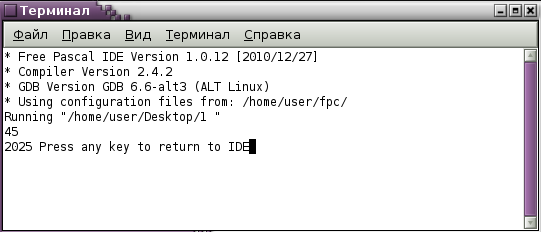 Терминал
Файл Правка Вид Терминал Справка
* Free Pascal IDE Version 1.0.12 [2010/12/27]
* Compiler Version 2.4.2
* GDB Version GDB 6.6-alt3 (ALT Linux)
* Using configuration files from: /home/user/fpc/
Running "/home/user/Desktop/1 "
45
2025 Press any key to return to IDE